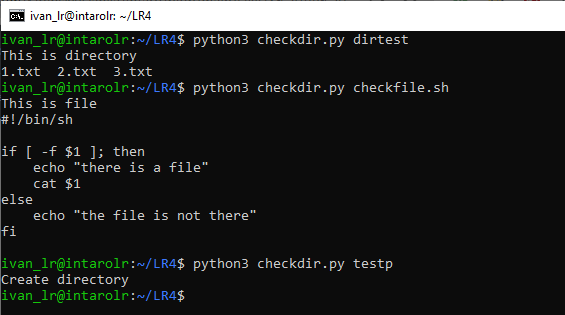 C:\. ivan_lr@intarolr: ~/LR4
ivan_lr@intarolr:~/LR4$ python3 checkdir.py dirtest
This is directory
1.txt  2.txt  3.txt
ivan_lr@intarolr:~/LR4$ python3 checkdir.py checkfile.sh
This is file
#!/bin/sh
if [ -f $1 ]; then
    echo "there is a file"
    cat $1
else
    echo "the file is not there"
fi
ivan_lr@intarolr:~/LR4$ python3 checkdir.py testp
Create directory
ivan_lr@intarolr:~/LR4$